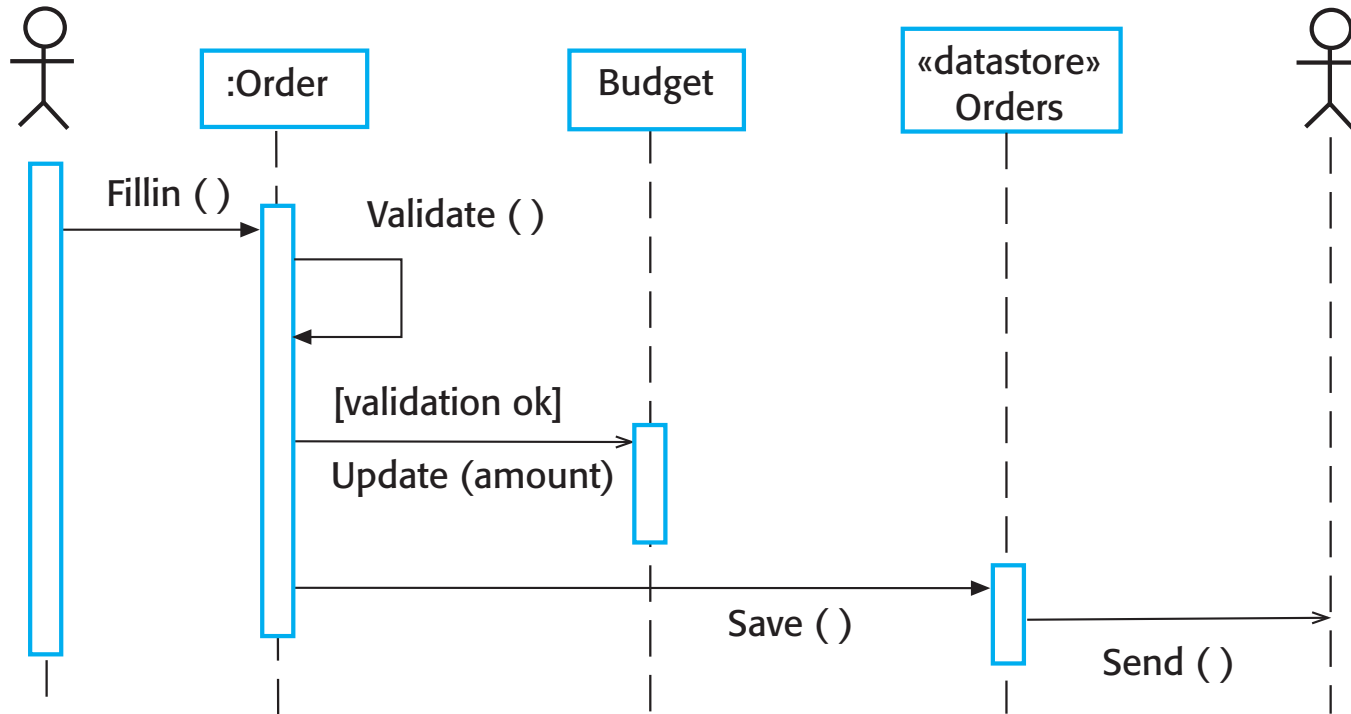 :Order
Budget
«datastore»
Orders
Fillin ( )
Validate ( )
[validation ok]
Update (amount)
Save ( )
Send ( )